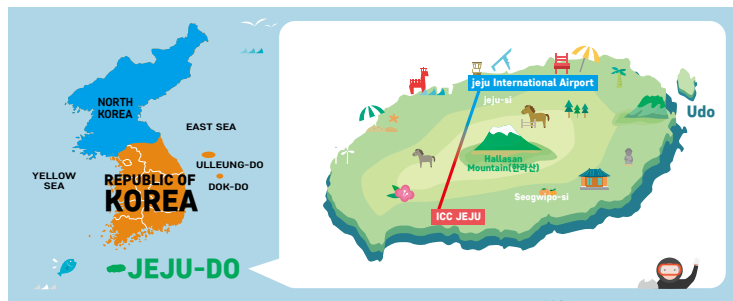 NORTH
KOREA
EAST SEA
ULLEUNG-DO
DOK-DO
YELLOW
SEA
REPUBLIC OF
KOREA
JEJU-DO
jeju International Airport
jeju-si
Udo
Hallasan
Mountain(한라산)
Seogwipo-si
ICC JEJU